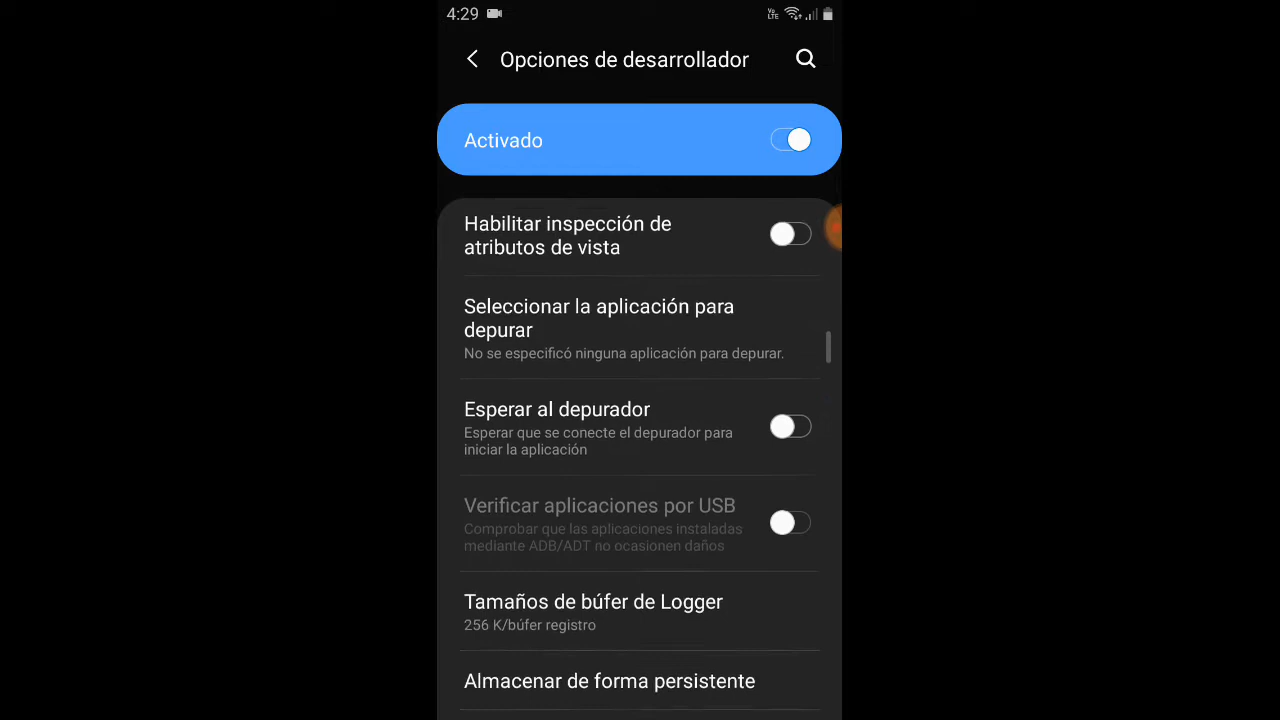 4:29
Vo
LTE
Opciones de desarrollador
Activado
Habilitar inspección de
atributos de vista
Seleccionar la aplicación para
depurar
No se especificó ninguna aplicación para depurar.
Esperar al depurador
Esperar que se conecte el depurador para
iniciar la aplicación
Verificar aplicaciones por USB
Comprobar que las aplicaciones instaladas
mediante ADB/ADT no ocasionen daños
Tamaños de búfer de Logger
256 K/búfer registro
Almacenar de forma persistente